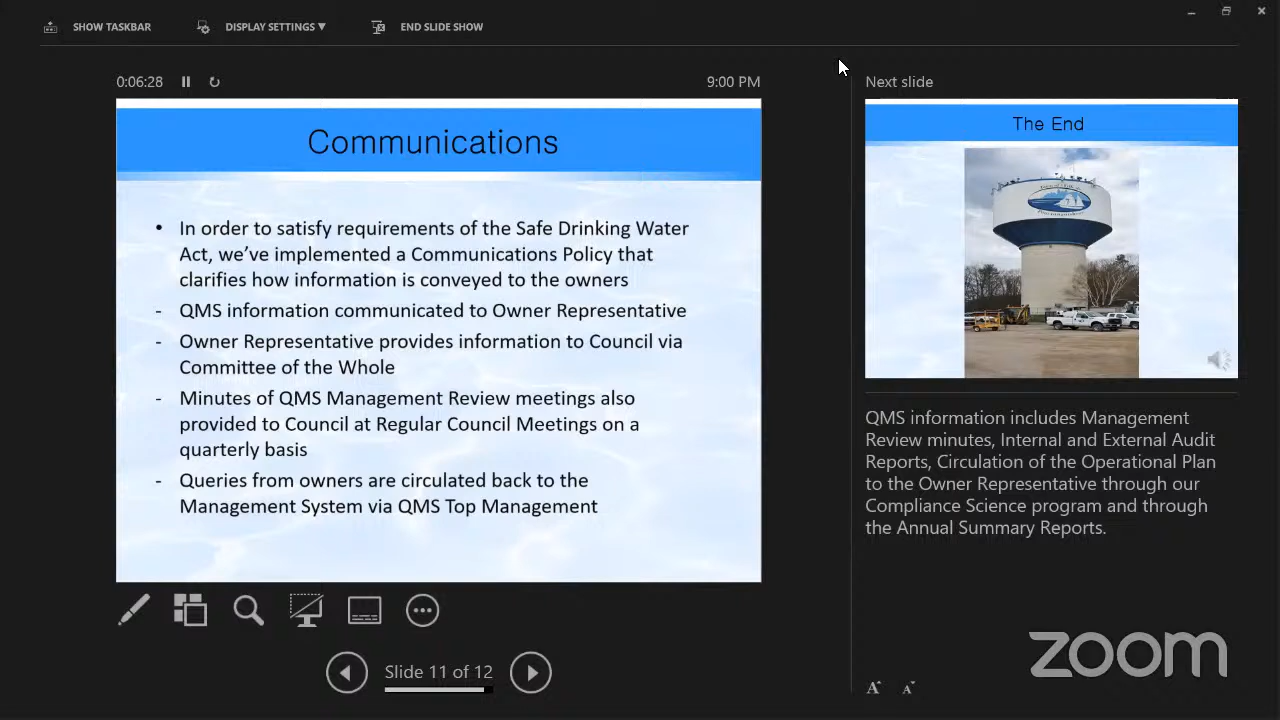 SHOW TASKBAR
DISPLAY SETTINGS ▼
END SLIDE SHOW
0:06:28
9:00 PM
Communications
• In order to satisfy requirements of the Safe Drinking Water
Act, we've implemented a Communications Policy that
clarifies how information is conveyed to the owners
- QMS information communicated to Owner Representative
- Owner Representative provides information to Council via
Committee of the Whole
- Minutes of QMS Management Review meetings also
provided to Council at Regular Council Meetings on a
quarterly basis
- Queries from owners are circulated back to the
Management System via QMS Top Management
Slide 11 of 12
Next slide
The End
QMS information includes Management
Review minutes, Internal and External Audit
Reports, Circulation of the Operational Plan
to the Owner Representative through our
Compliance Science program and through
the Annual Summary Reports.
A A
zoom